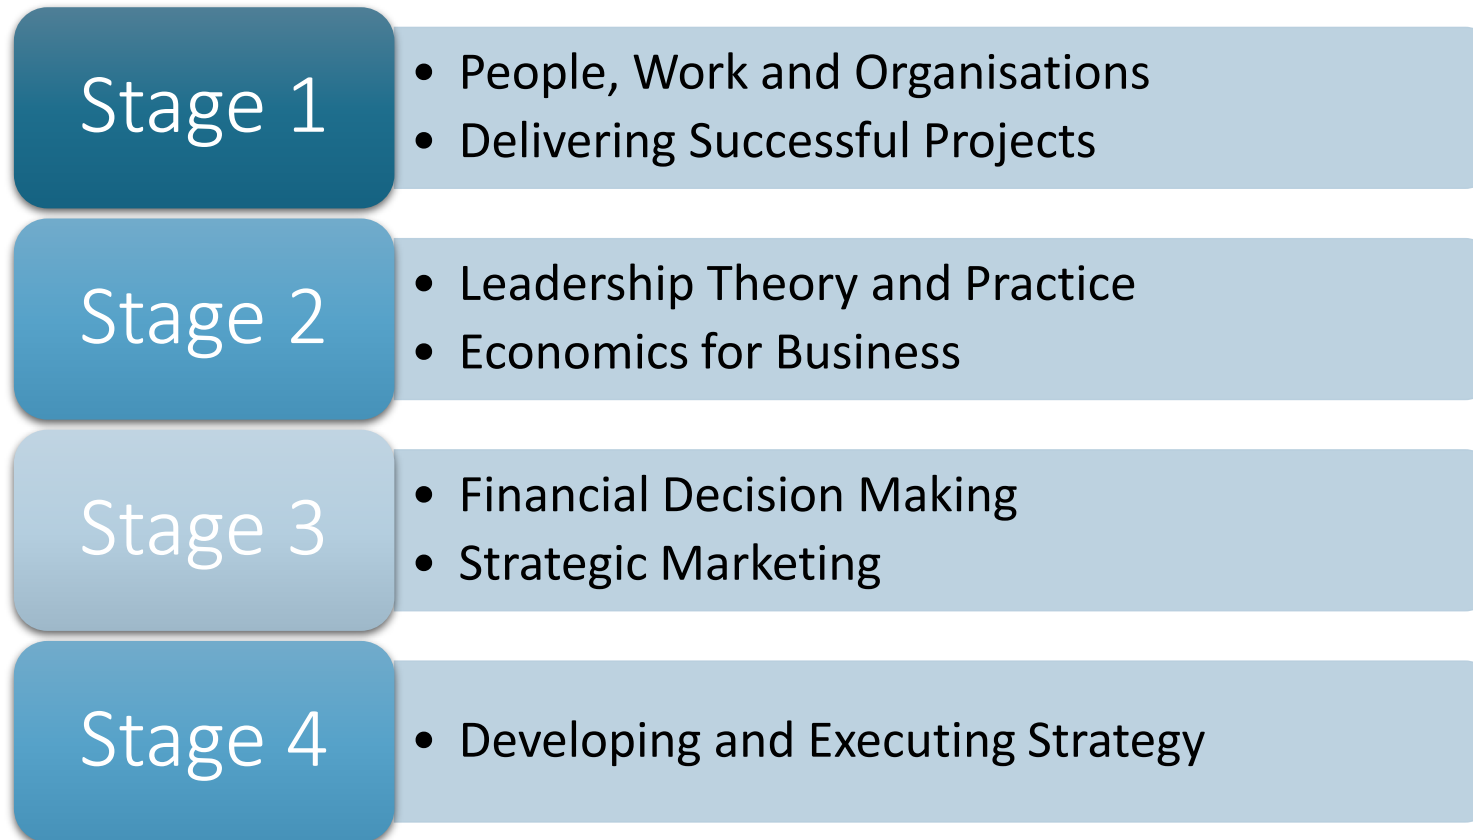 Stage 1
• People, Work and Organisations
• Delivering Successful Projects
Stage 2
• Leadership Theory and Practice
• Economics for Business
Stage 3
• Financial Decision Making
• Strategic Marketing
Stage 4
• Developing and Executing Strategy